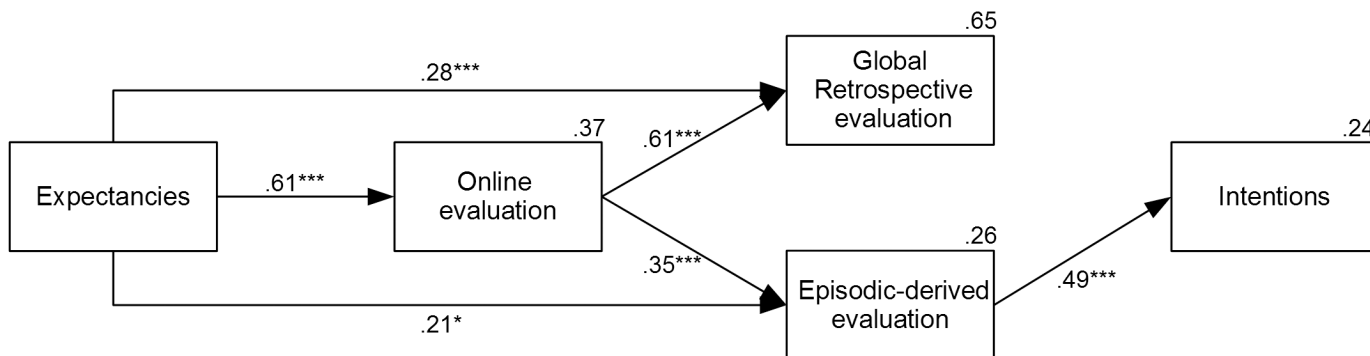 .65
Global
Retrospective
evaluation
.28***
.37
.61***
.24
Expectancies
.61***
Online
evaluation
Intentions
.26
.35***
Episodic-derived
evaluation
.49***
.21*